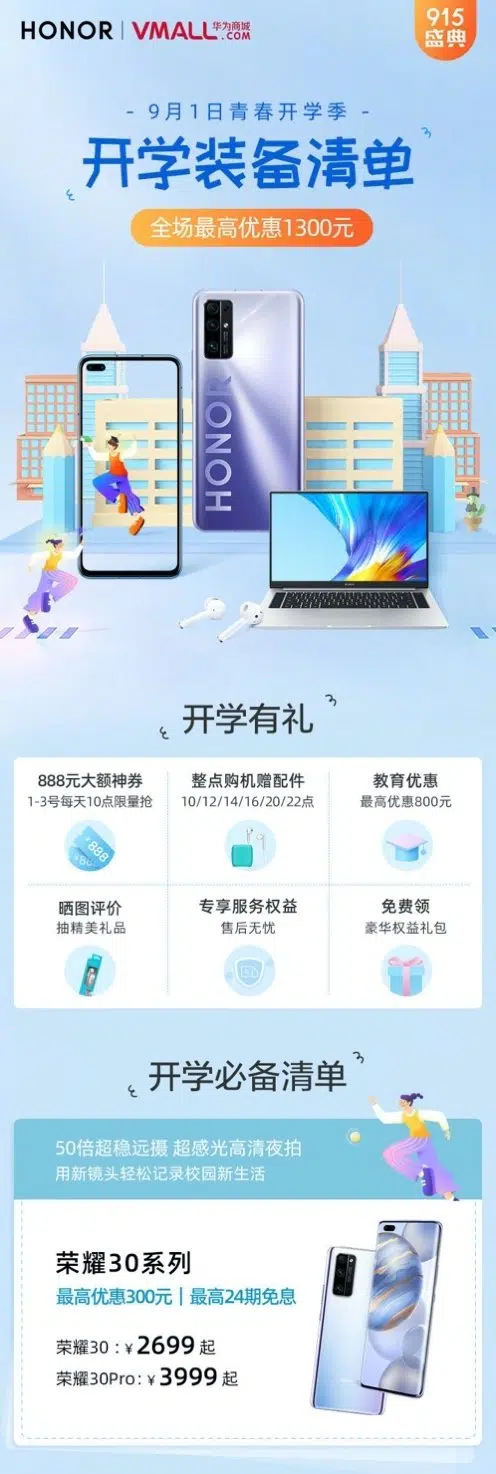 HONOR | VMALL华为商城.COM
915
盛典
- 9月1日青春开学季 -
开学装备清单
全场最高优惠1300元
HONOR
开学有礼
888元大额神券
1-3号每天10点限量抢
整点购机赠配件
10/12/14/16/20/22点
教育优惠
最高优惠800元
888
晒图评价
抽精美礼品
专享服务权益
售后无忧
免费领
豪华权益礼包
开学必备清单
50倍超稳远摄 超感光高清夜拍
用新镜头轻松记录校园新生活
荣耀30系列
最高优惠300元 | 最高24期免息
荣耀30：¥2699 起
荣耀30Pro：¥3999 起